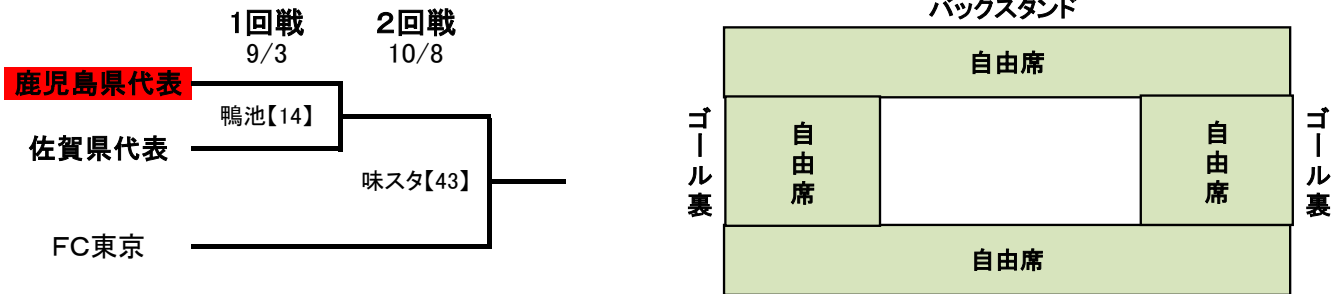 1回戦
9/3
2回戦
10/8
鹿児島県代表
鴨池【14】
佐賀県代表
味スタ【43】
FC東京
バックスタンド
自由席
ゴール裏
自由席
自由席
ゴール裏
自由席